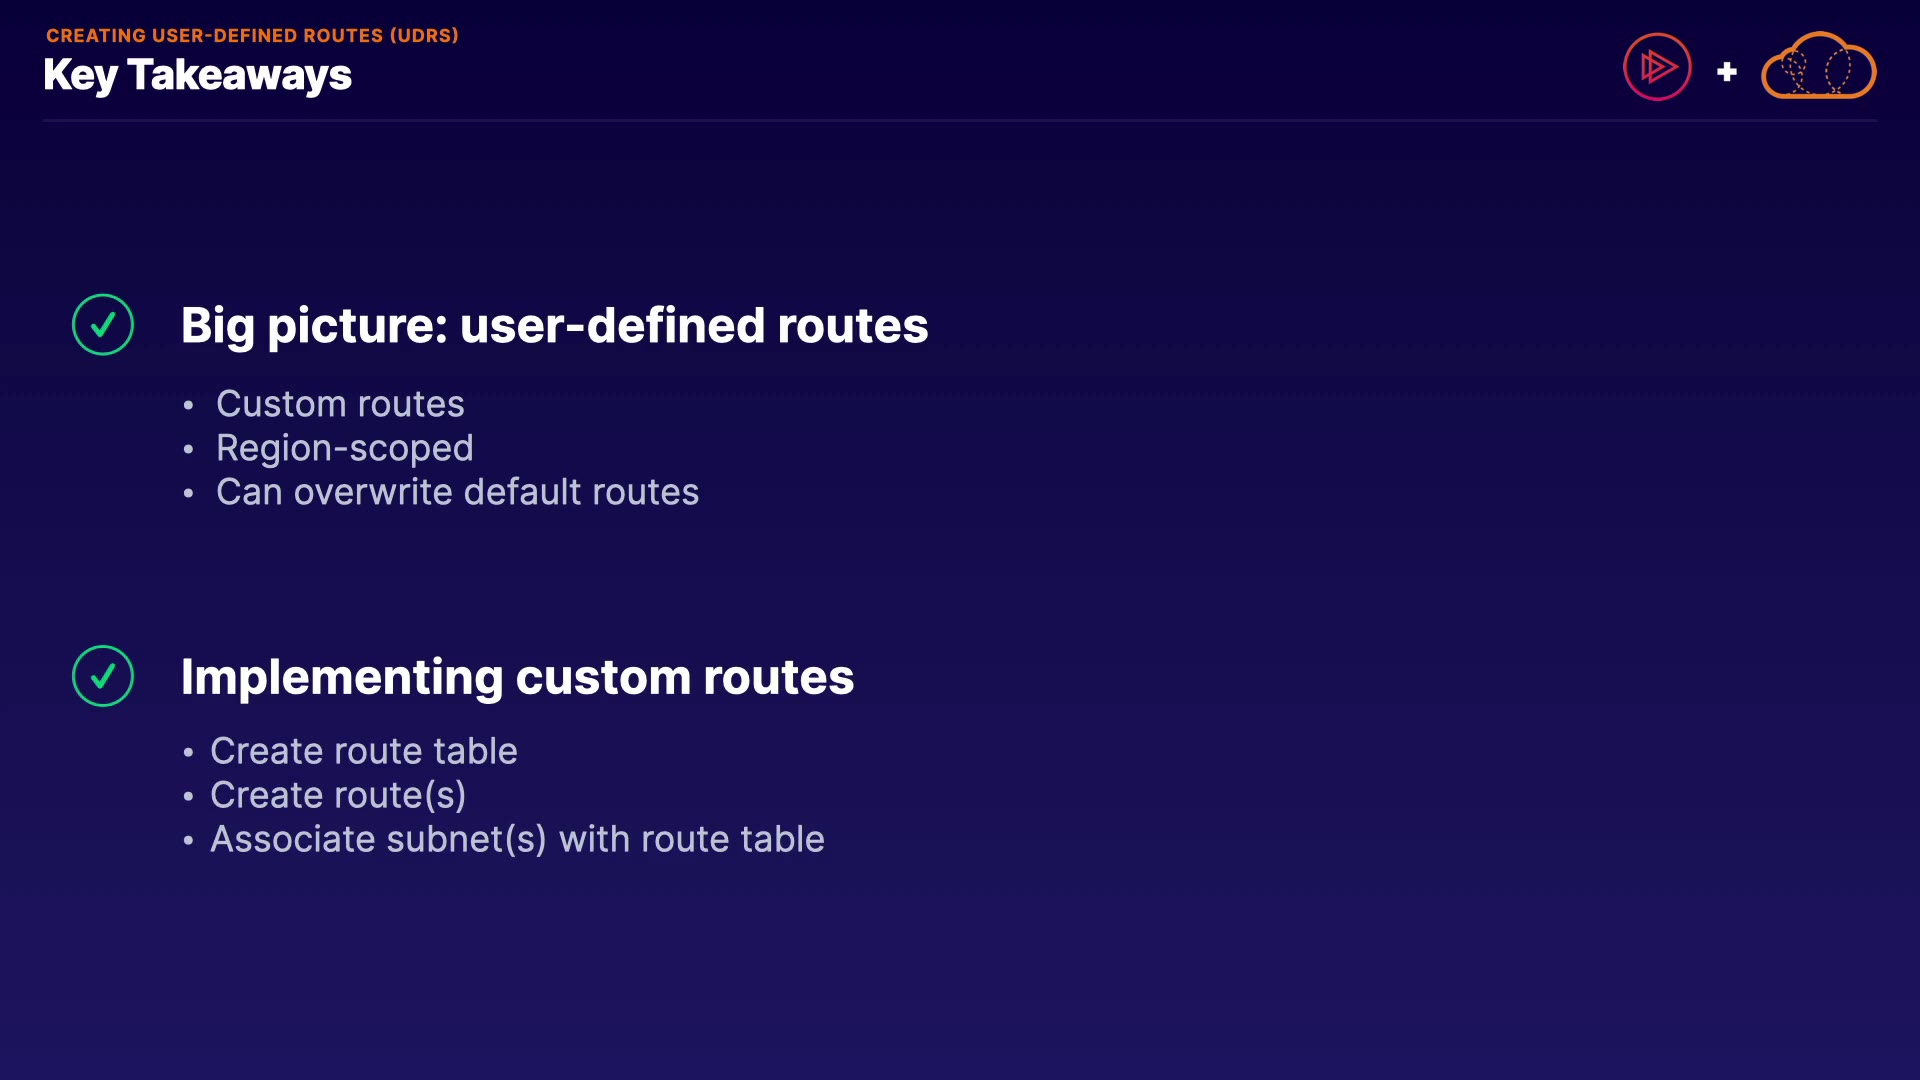 CREATING USER-DEFINED ROUTES (UDRS)
Key Takeaways
+
Big picture: user-defined routes
• Custom routes
• Region-scoped
• Can overwrite default routes
Implementing custom routes
• Create route table
• Create route(s)
• Associate subnet(s) with route table